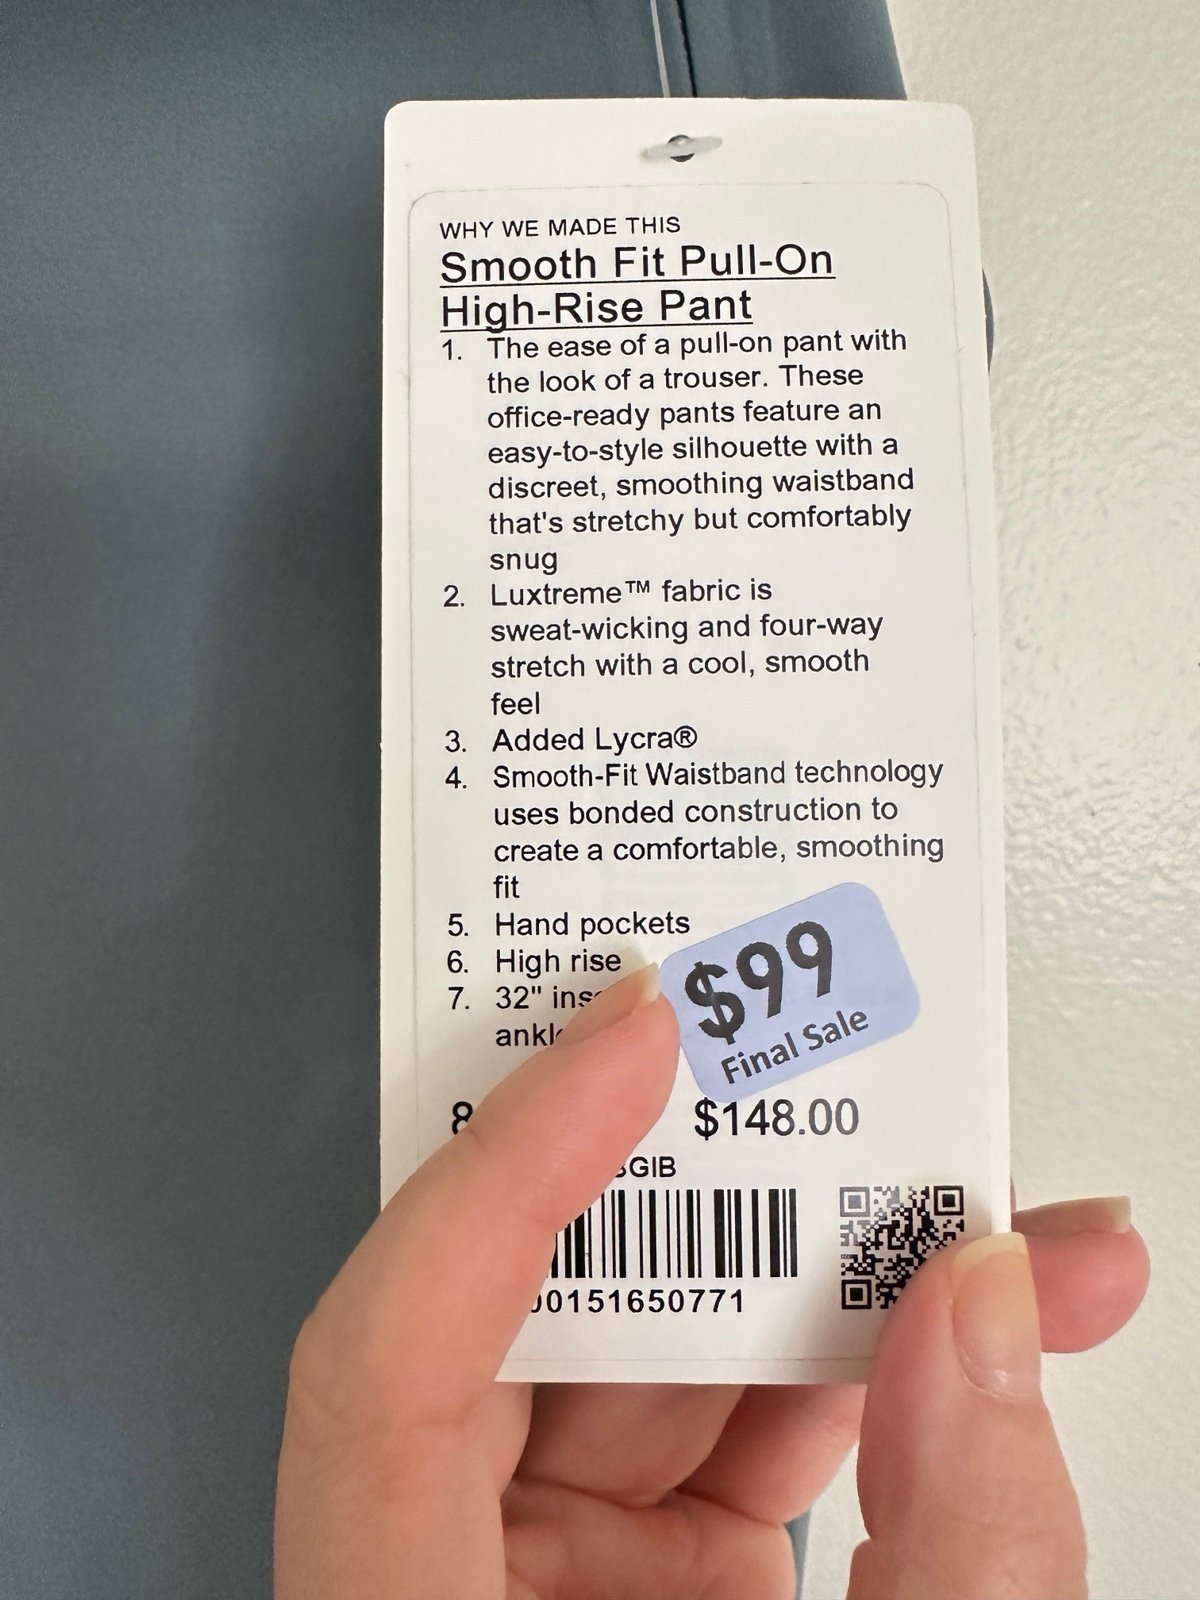 WHY WE MADE THIS
Smooth Fit Pull-On
High-Rise Pant
1. The ease of a pull-on pant with
the look of a trouser. These
office-ready pants feature an
easy-to-style silhouette with a
discreet, smoothing waistband
that's stretchy but comfortably
snug
2. Luxtreme™ fabric is
sweat-wicking and four-way
stretch with a cool, smooth
feel
3. Added Lycra®
4. Smooth-Fit Waistband technology
uses bonded construction to
create a comfortable, smoothing
fit
5. Hand pockets
6. High rise
7. 32"
$99
Final Sale
8 $148.00
GIB
0151650771